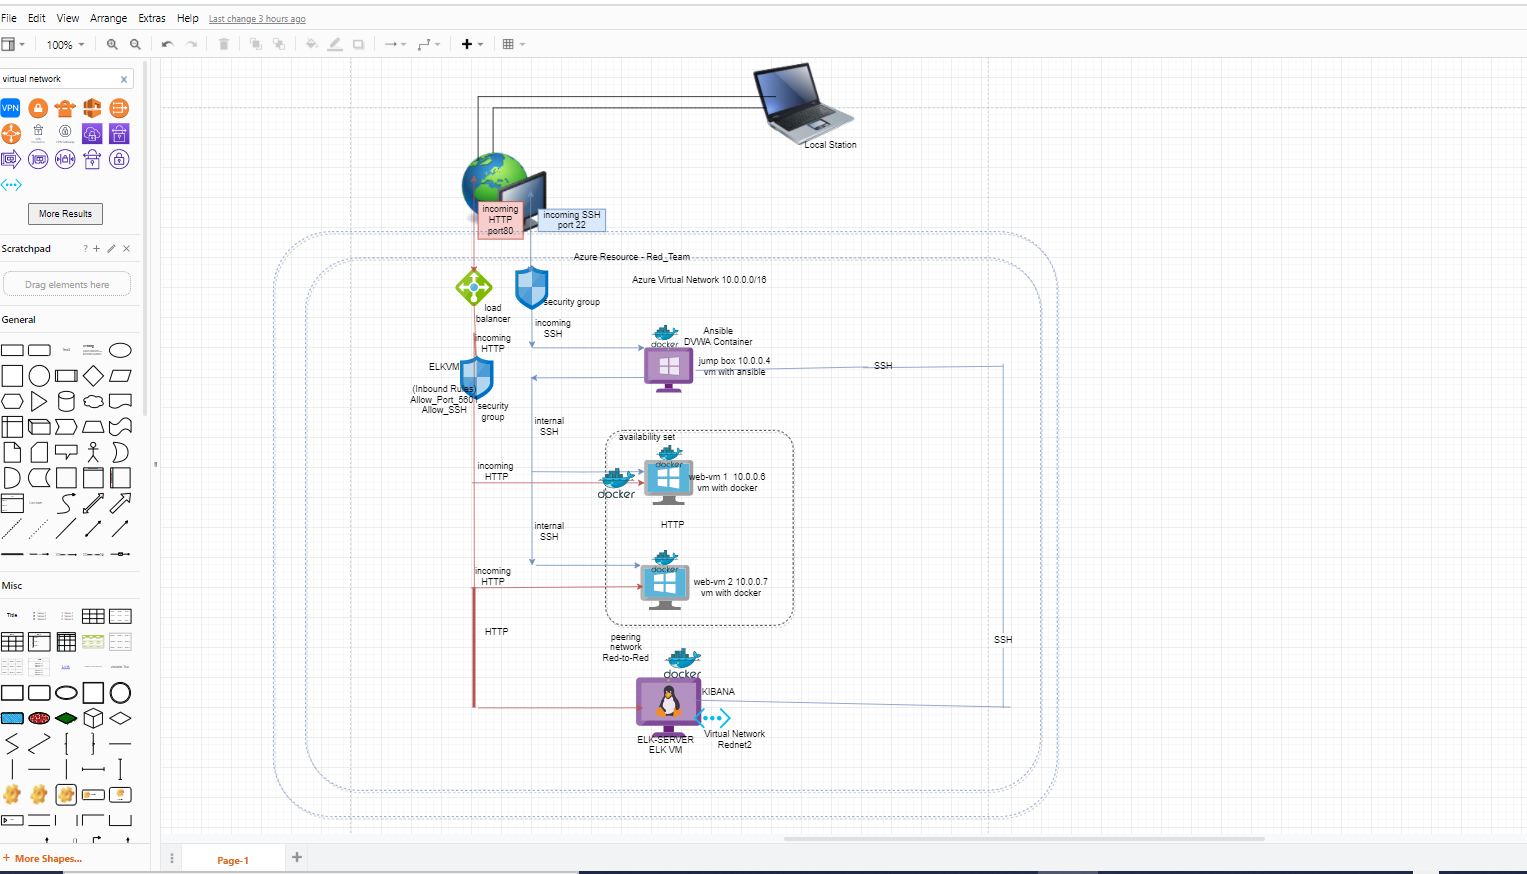 File Edit View Arrange Extras Help Last change 3 hours ago
100%
virtual network
VPN
More Results
Scratchpad
Drag elements here
General
Misc
Title
More Shapes...
Page-1
Local Station
incoming
HTTP
port80
incoming SSH
port 22
Azure Resource - Red_Team
Azure Virtual Network 10.0.0.0/16
load
balancer
security group
incoming
SSH
incoming
HTTP
docker
Ansible
DVWA Container
jump box 10.0.0.4
vm with ansible
SSH
ELKVM
(Inbound Rules)
Allow_Port_5601
Allow_SSH
security
group
internal
SSH
availability set
docker
incoming
HTTP
docker
web-vm 1 10.0.0.6
vm with docker
HTTP
internal
SSH
docker
incoming
HTTP
web-vm 2 10.0.0.7
vm with docker
HTTP
peering
network
Red-to-Red
SSH
docker
KIBANA
Virtual Network
Rednet2
ELK-SERVER
ELK VM